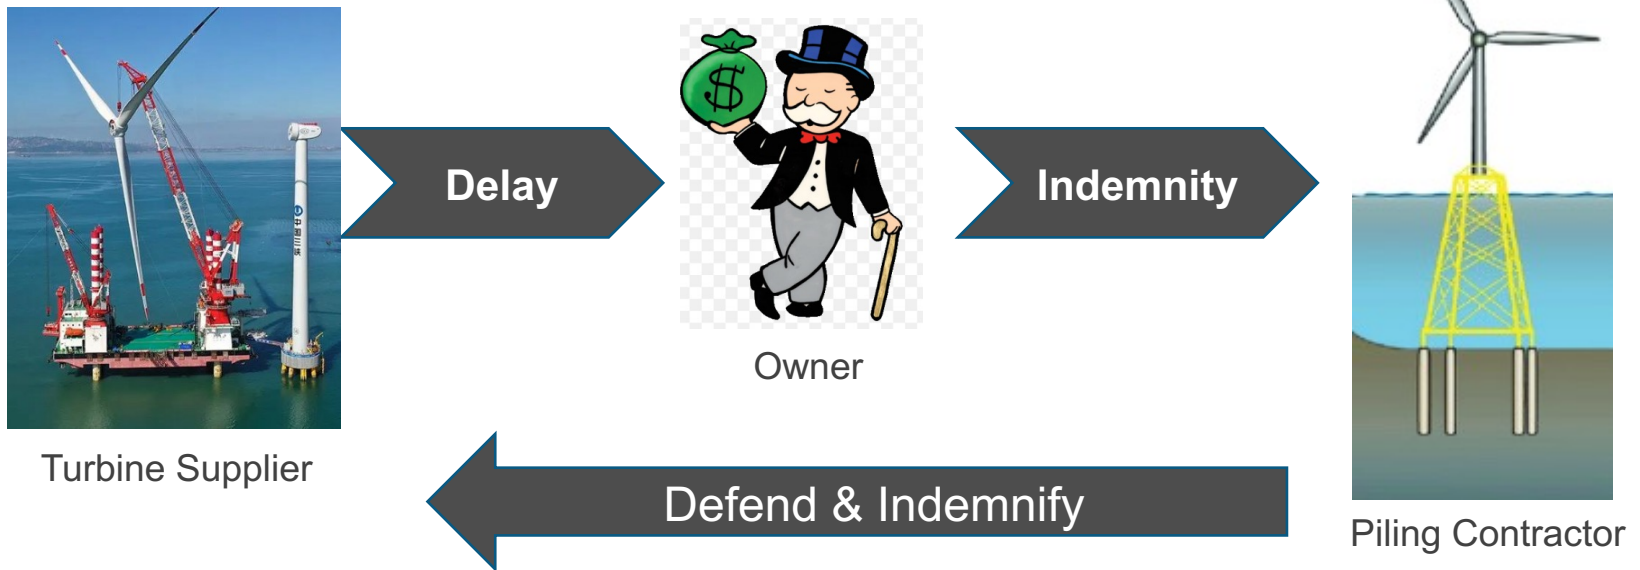 Delay
$
Indemnity
Owner
Turbine Supplier
Defend & Indemnify
Piling Contractor